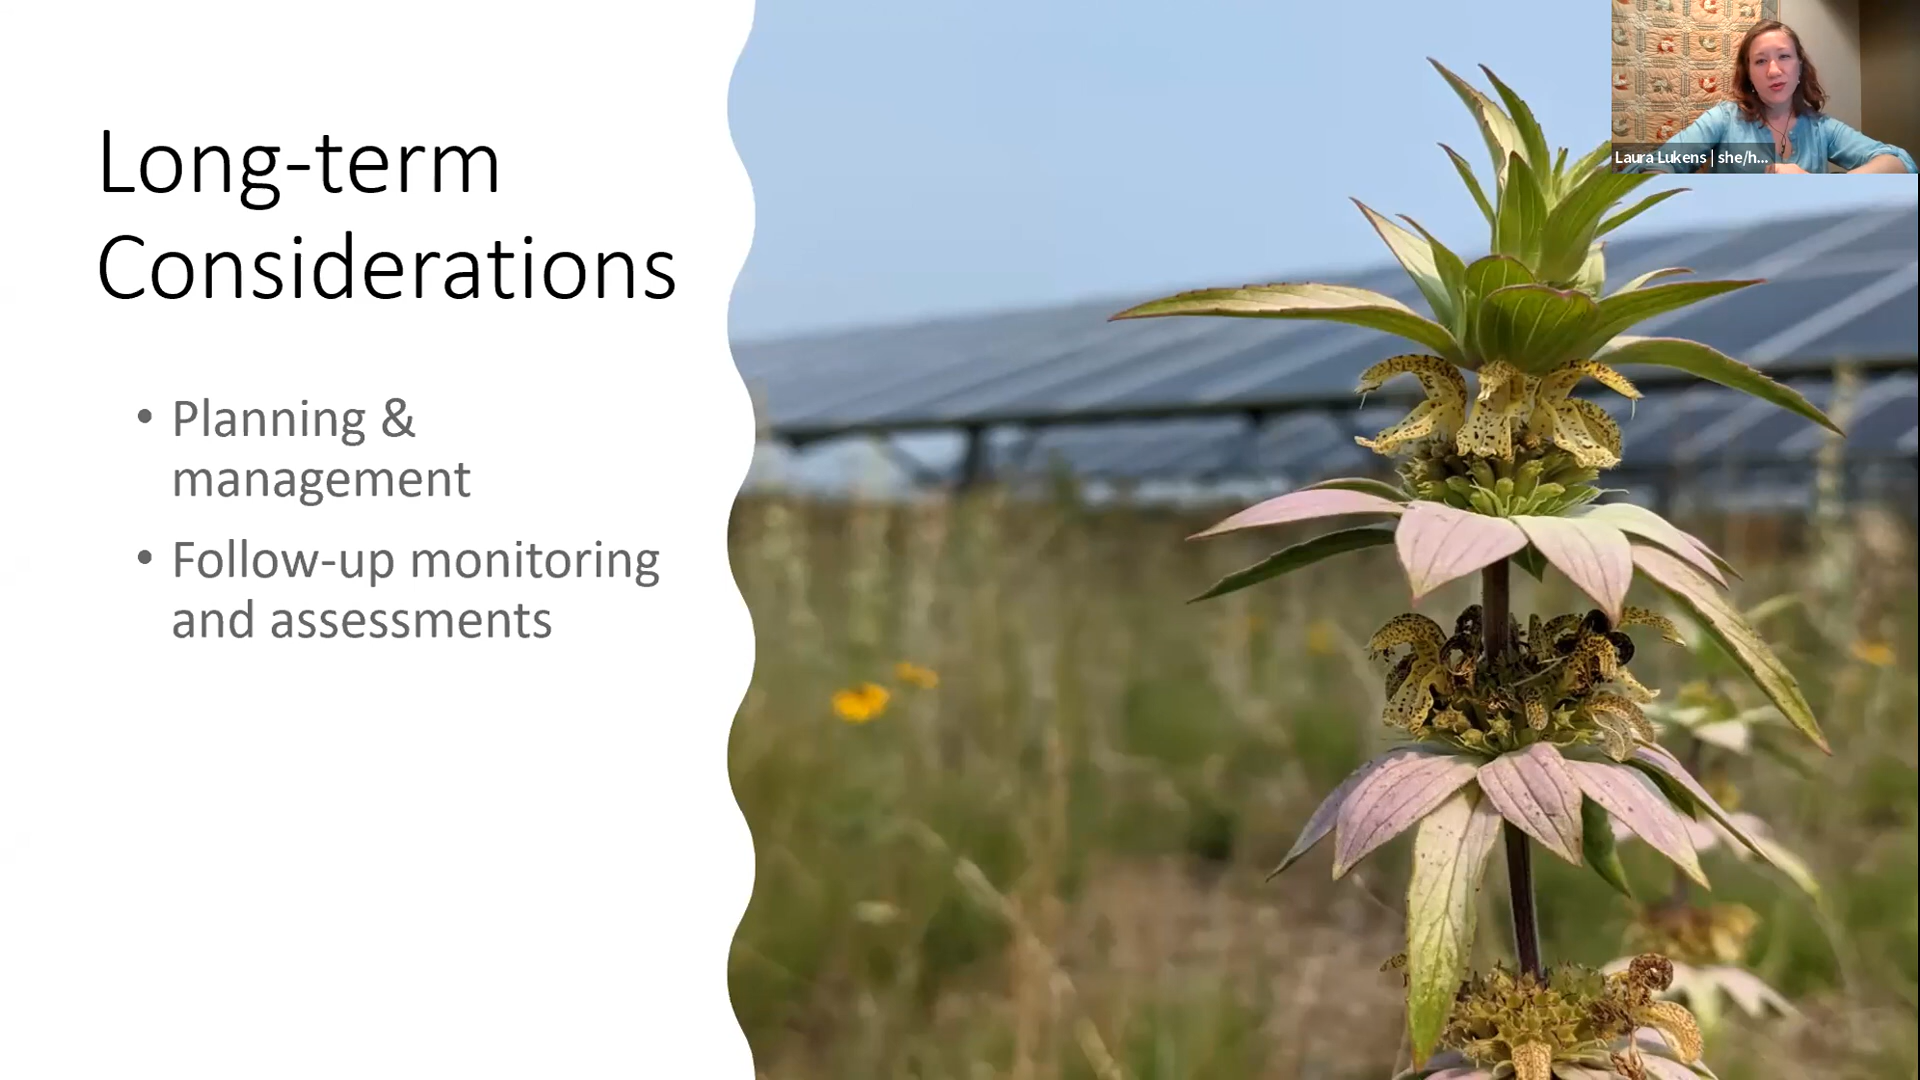 Long-term
Considerations
• Planning &
management
• Follow-up monitoring
and assessments
Laura Lukens | she/h...